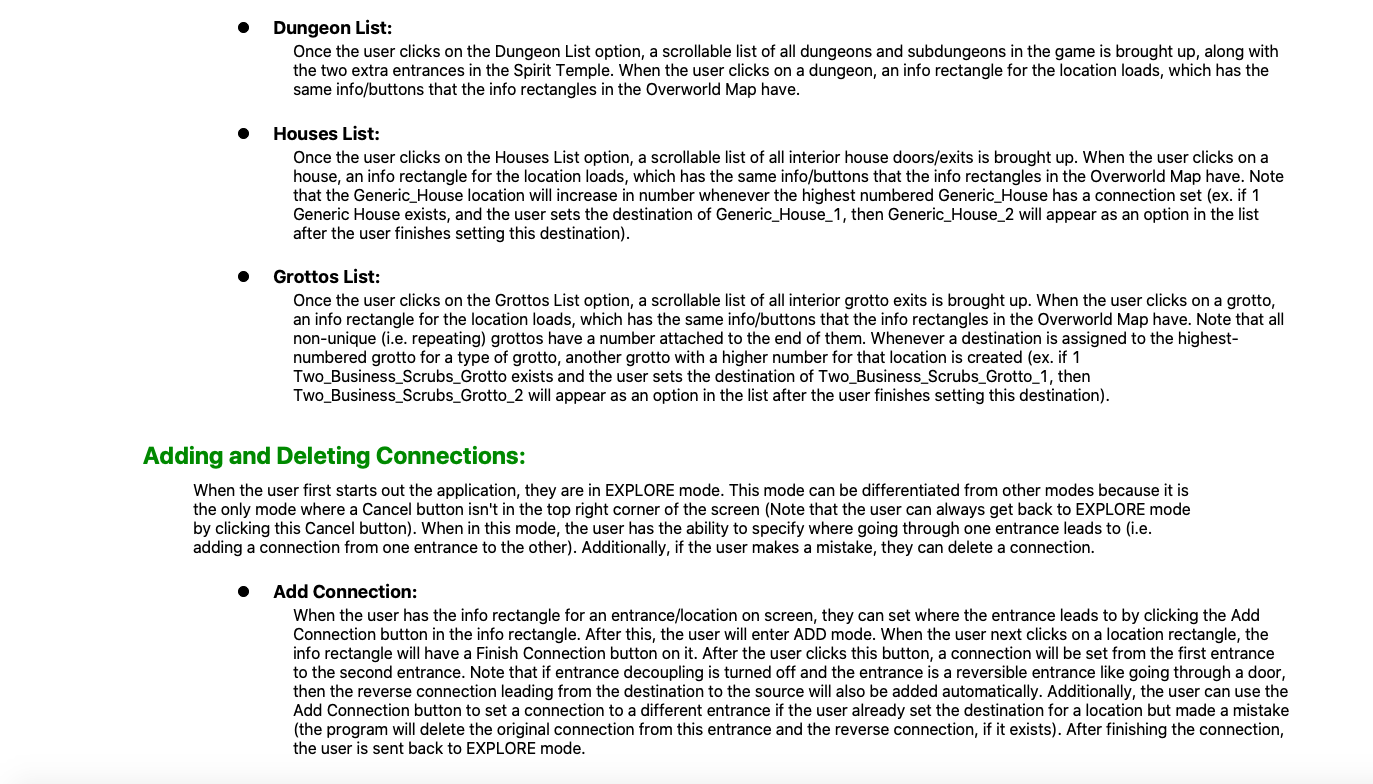 ● Dungeon List:
Once the user clicks on the Dungeon List option, a scrollable list of all dungeons and subdungeons in the game is brought up, along with
the two extra entrances in the Spirit Temple. When the user clicks on a dungeon, an info rectangle for the location loads, which has the
same info/buttons that the info rectangles in the Overworld Map have.
● Houses List:
Once the user clicks on the Houses List option, a scrollable list of all interior house doors/exits is brought up. When the user clicks on a
house, an info rectangle for the location loads, which has the same info/buttons that the info rectangles in the Overworld Map have. Note
that the Generic_House location will increase in number whenever the highest numbered Generic_House has a connection set (ex. if 1
Generic House exists, and the user sets the destination of Generic_House_1, then Generic_House_2 will appear as an option in the list
after the user finishes setting this destination).
● Grottos List:
Once the user clicks on the Grottos List option, a scrollable list of all interior grotto exits is brought up. When the user clicks on a grotto,
an info rectangle for the location loads, which has the same info/buttons that the info rectangles in the Overworld Map have. Note that all
non-unique (i.e. repeating) grottos have a number attached to the end of them. Whenever a destination is assigned to the highest-
numbered grotto for a type of grotto, another grotto with a higher number for that location is created (ex. if 1
Two_Business_Scrubs_Grotto exists and the user sets the destination of Two_Business_Scrubs_Grotto_1, then
Two_Business_Scrubs_Grotto_2 will appear as an option in the list after the user finishes setting this destination).
Adding and Deleting Connections:
When the user first starts out the application, they are in EXPLORE mode. This mode can be differentiated from other modes because it is
the only mode where a Cancel button isn't in the top right corner of the screen (Note that the user can always get back to EXPLORE mode
by clicking this Cancel button). When in this mode, the user has the ability to specify where going through one entrance leads to (i.e.
adding a connection from one entrance to the other). Additionally, if the user makes a mistake, they can delete a connection.
● Add Connection:
When the user has the info rectangle for an entrance/location on screen, they can set where the entrance leads to by clicking the Add
Connection button in the info rectangle. After this, the user will enter ADD mode. When the user next clicks on a location rectangle, the
info rectangle will have a Finish Connection button on it. After the user clicks this button, a connection will be set from the first entrance
to the second entrance. Note that if entrance decoupling is turned off and the entrance is a reversible entrance like going through a door,
then the reverse connection leading from the destination to the source will also be added automatically. Additionally, the user can use the
Add Connection button to set a connection to a different entrance if the user already set the destination for a location but made a mistake
(the program will delete the original connection from this entrance and the reverse connection, if it exists). After finishing the connection,
the user is sent back to EXPLORE mode.